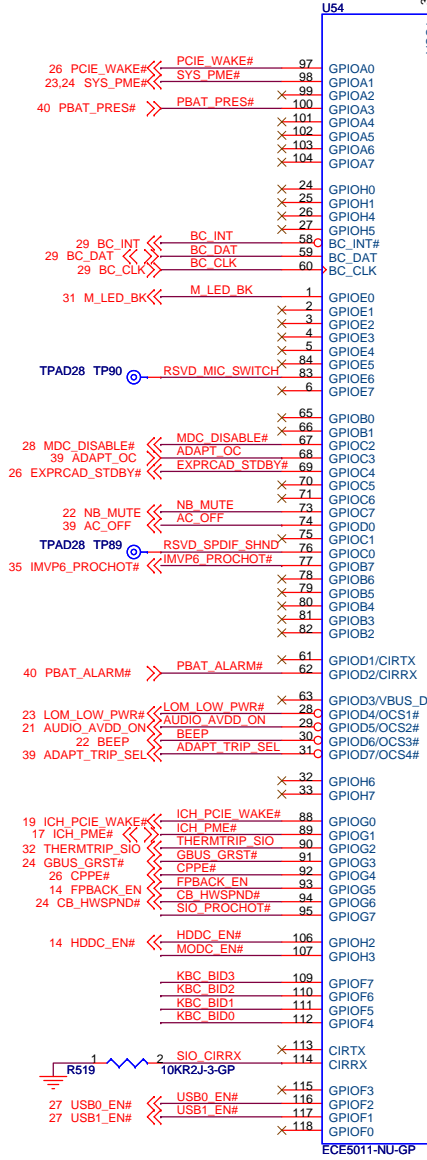 U54
26 PCIE_WAKE# PCIE_WAKE# 97 GPIOA0
23,24 SYS_PME# SYS_PME# 98 GPIOA1
99 GPIOA2
40 PBAT_PRES# PBAT_PRES# 100 GPIOA3
101 GPIOA4
102 GPIOA5
103 GPIOA6
104 GPIOA7
24 GPIOH0
25 GPIOH1
26 GPIOH4
27 GPIOH5
29 BC_INT BC_INT 58 BC_INT#
29 BC_DAT BC_DAT 59 BC_DAT
29 BC_CLK BC_CLK 60 BC_CLK
31 M_LED_BK M_LED_BK 1 GPIOE0
2 GPIOE1
3 GPIOE2
4 GPIOE3
5 GPIOE4
84 GPIOE5
TPAD28 TP90 RSVD_MIC_SWITCH 83 GPIOE6
6 GPIOE7
65 GPIOB0
66 GPIOB1
28 MDC_DISABLE# MDC_DISABLE# 67 GPIOC2
39 ADAPT_OC ADAPT_OC 68 GPIOC3
26 EXPRCAD_STDBY# EXPRCAD_STDBY# 69 GPIOC4
70 GPIOC5
71 GPIOC6
22 NB_MUTE NB_MUTE 73 GPIOC7
39 AC_OFF AC_OFF 74 GPIOD0
75 GPIOC1
TPAD28 TP89 RSVD_SPDIF_SHND 76 GPIOC0
35 IMVP6_PROCHOT# IMVP6_PROCHOT# 77 GPIOB7
78 GPIOB6
79 GPIOB5
80 GPIOB4
81 GPIOB3
82 GPIOB2
61 GPIOD1/CIRTX
40 PBAT_ALARM# PBAT_ALARM# 62 GPIOD2/CIRRX
63 GPIOD3/VBUS_D
23 LOM_LOW_PWR# LOM_LOW_PWR# 28 GPIOD4/OCS1#
21 AUDIO_AVDD_ON AUDIO_AVDD_ON 29 GPIOD5/OCS2#
22 BEEP BEEP 30 GPIOD6/OCS3#
39 ADAPT_TRIP_SEL ADAPT_TRIP_SEL 31 GPIOD7/OCS4#
32 GPIOH6
33 GPIOH7
19 ICH_PCIE_WAKE# ICH_PCIE_WAKE# 88 GPIOG0
17 ICH_PME# ICH_PME# 89 GPIOG1
32 THERMTRIP_SIO THERMTRIP_SIO 90 GPIOG2
24 GBUS_GRST# GBUS_GRST# 91 GPIOG3
26 CPPE# CPPE# 92 GPIOG4
14 FPBACK_EN FPBACK_EN 93 GPIOG5
24 CB_HWSPND# CB_HWSPND# 94 GPIOG6
SIO_PROCHOT# 95 GPIOG7
14 HDDC_EN# HDDC_EN# 106 GPIOH2
MODC_EN# 107 GPIOH3
KBC_BID3 109 GPIOF7
KBC_BID2 110 GPIOF6
KBC_BID1 111 GPIOF5
KBC_BID0 112 GPIOF4
113 CIRTX
1 R519 2 10KR2J-3-GP SIO_CIRRX 114 CIRRX
115 GPIOF3
27 USB0_EN# USB0_EN# 116 GPIOF2
27 USB1_EN# USB1_EN# 117 GPIOF1
118 GPIOF0
ECE5011-NU-GP